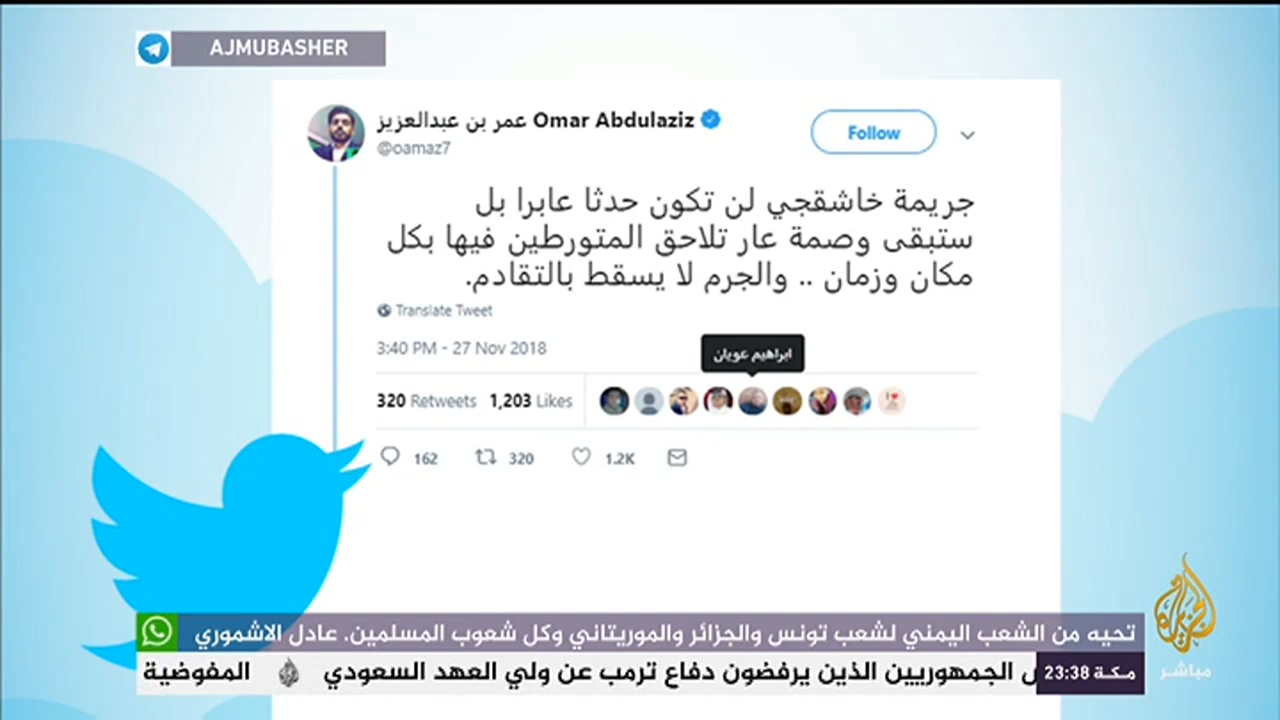 AJMUBASHER
عمر بن عبدالعزيز Omar Abdulaziz
@oamaz7
Follow
جريمة خاشقجي لن تكون حدثا عابرا بل
ستبقى وصمة عار تلاحق المتورطين فيها بكل
مكان وزمان .. والجرم لا يسقط بالتقادم.
Translate Tweet
3:40 PM - 27 Nov 2018
ابراهيم عويان
320 Retweets 1,203 Likes
162 320 1.2K
تحيه من الشعب اليمني لشعب تونس والجزائر والموريتاني وكل شعوب المسلمين. عادل الاشموري
مكة 23:38
الجمهوريين الذين يرفضون دفاع ترمب عن ولي العهد السعودي المفوضية
الجزيرة
مباشر